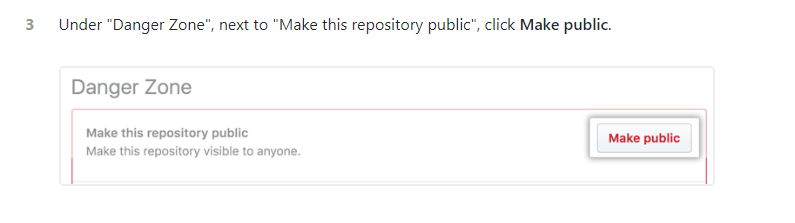 3 Under "Danger Zone", next to "Make this repository public", click Make public.
Danger Zone
Make this repository public
Make this repository visible to anyone.
Make public